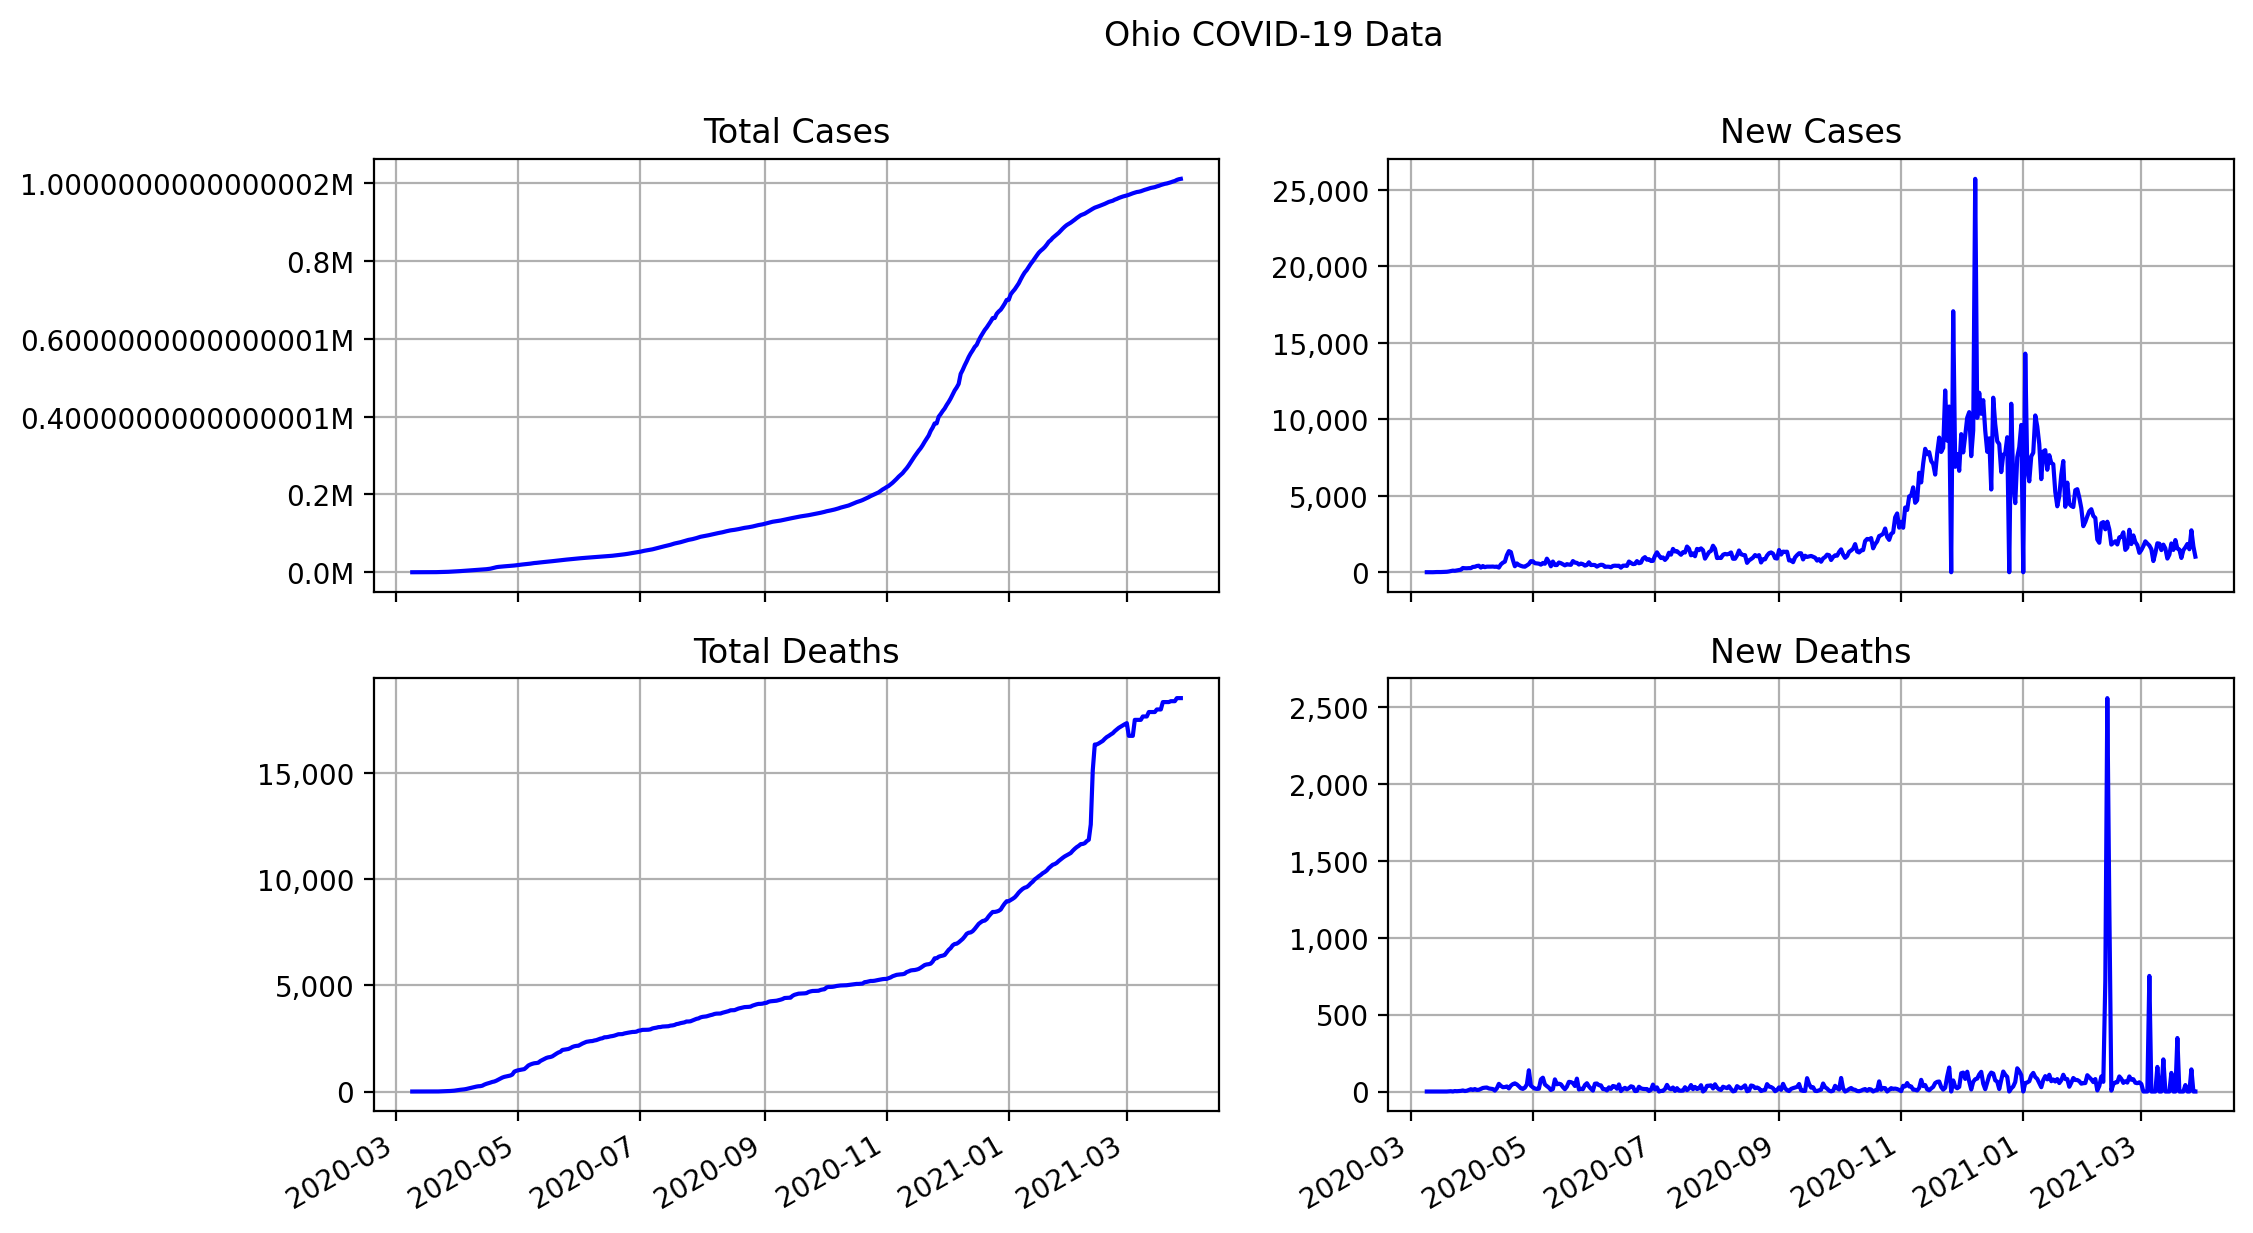 Ohio COVID-19 Data
Total Cases
1.0000000000000002M
0.8M
0.6000000000000001M
0.4000000000000001M
0.2M
0.0M
New Cases
25,000
20,000
15,000
10,000
5,000
0
Total Deaths
15,000
10,000
5,000
0
2020-03
2020-05
2020-07
2020-09
2020-11
2021-01
2021-03
New Deaths
2,500
2,000
1,500
1,000
500
0
2020-03
2020-05
2020-07
2020-09
2020-11
2021-01
2021-03